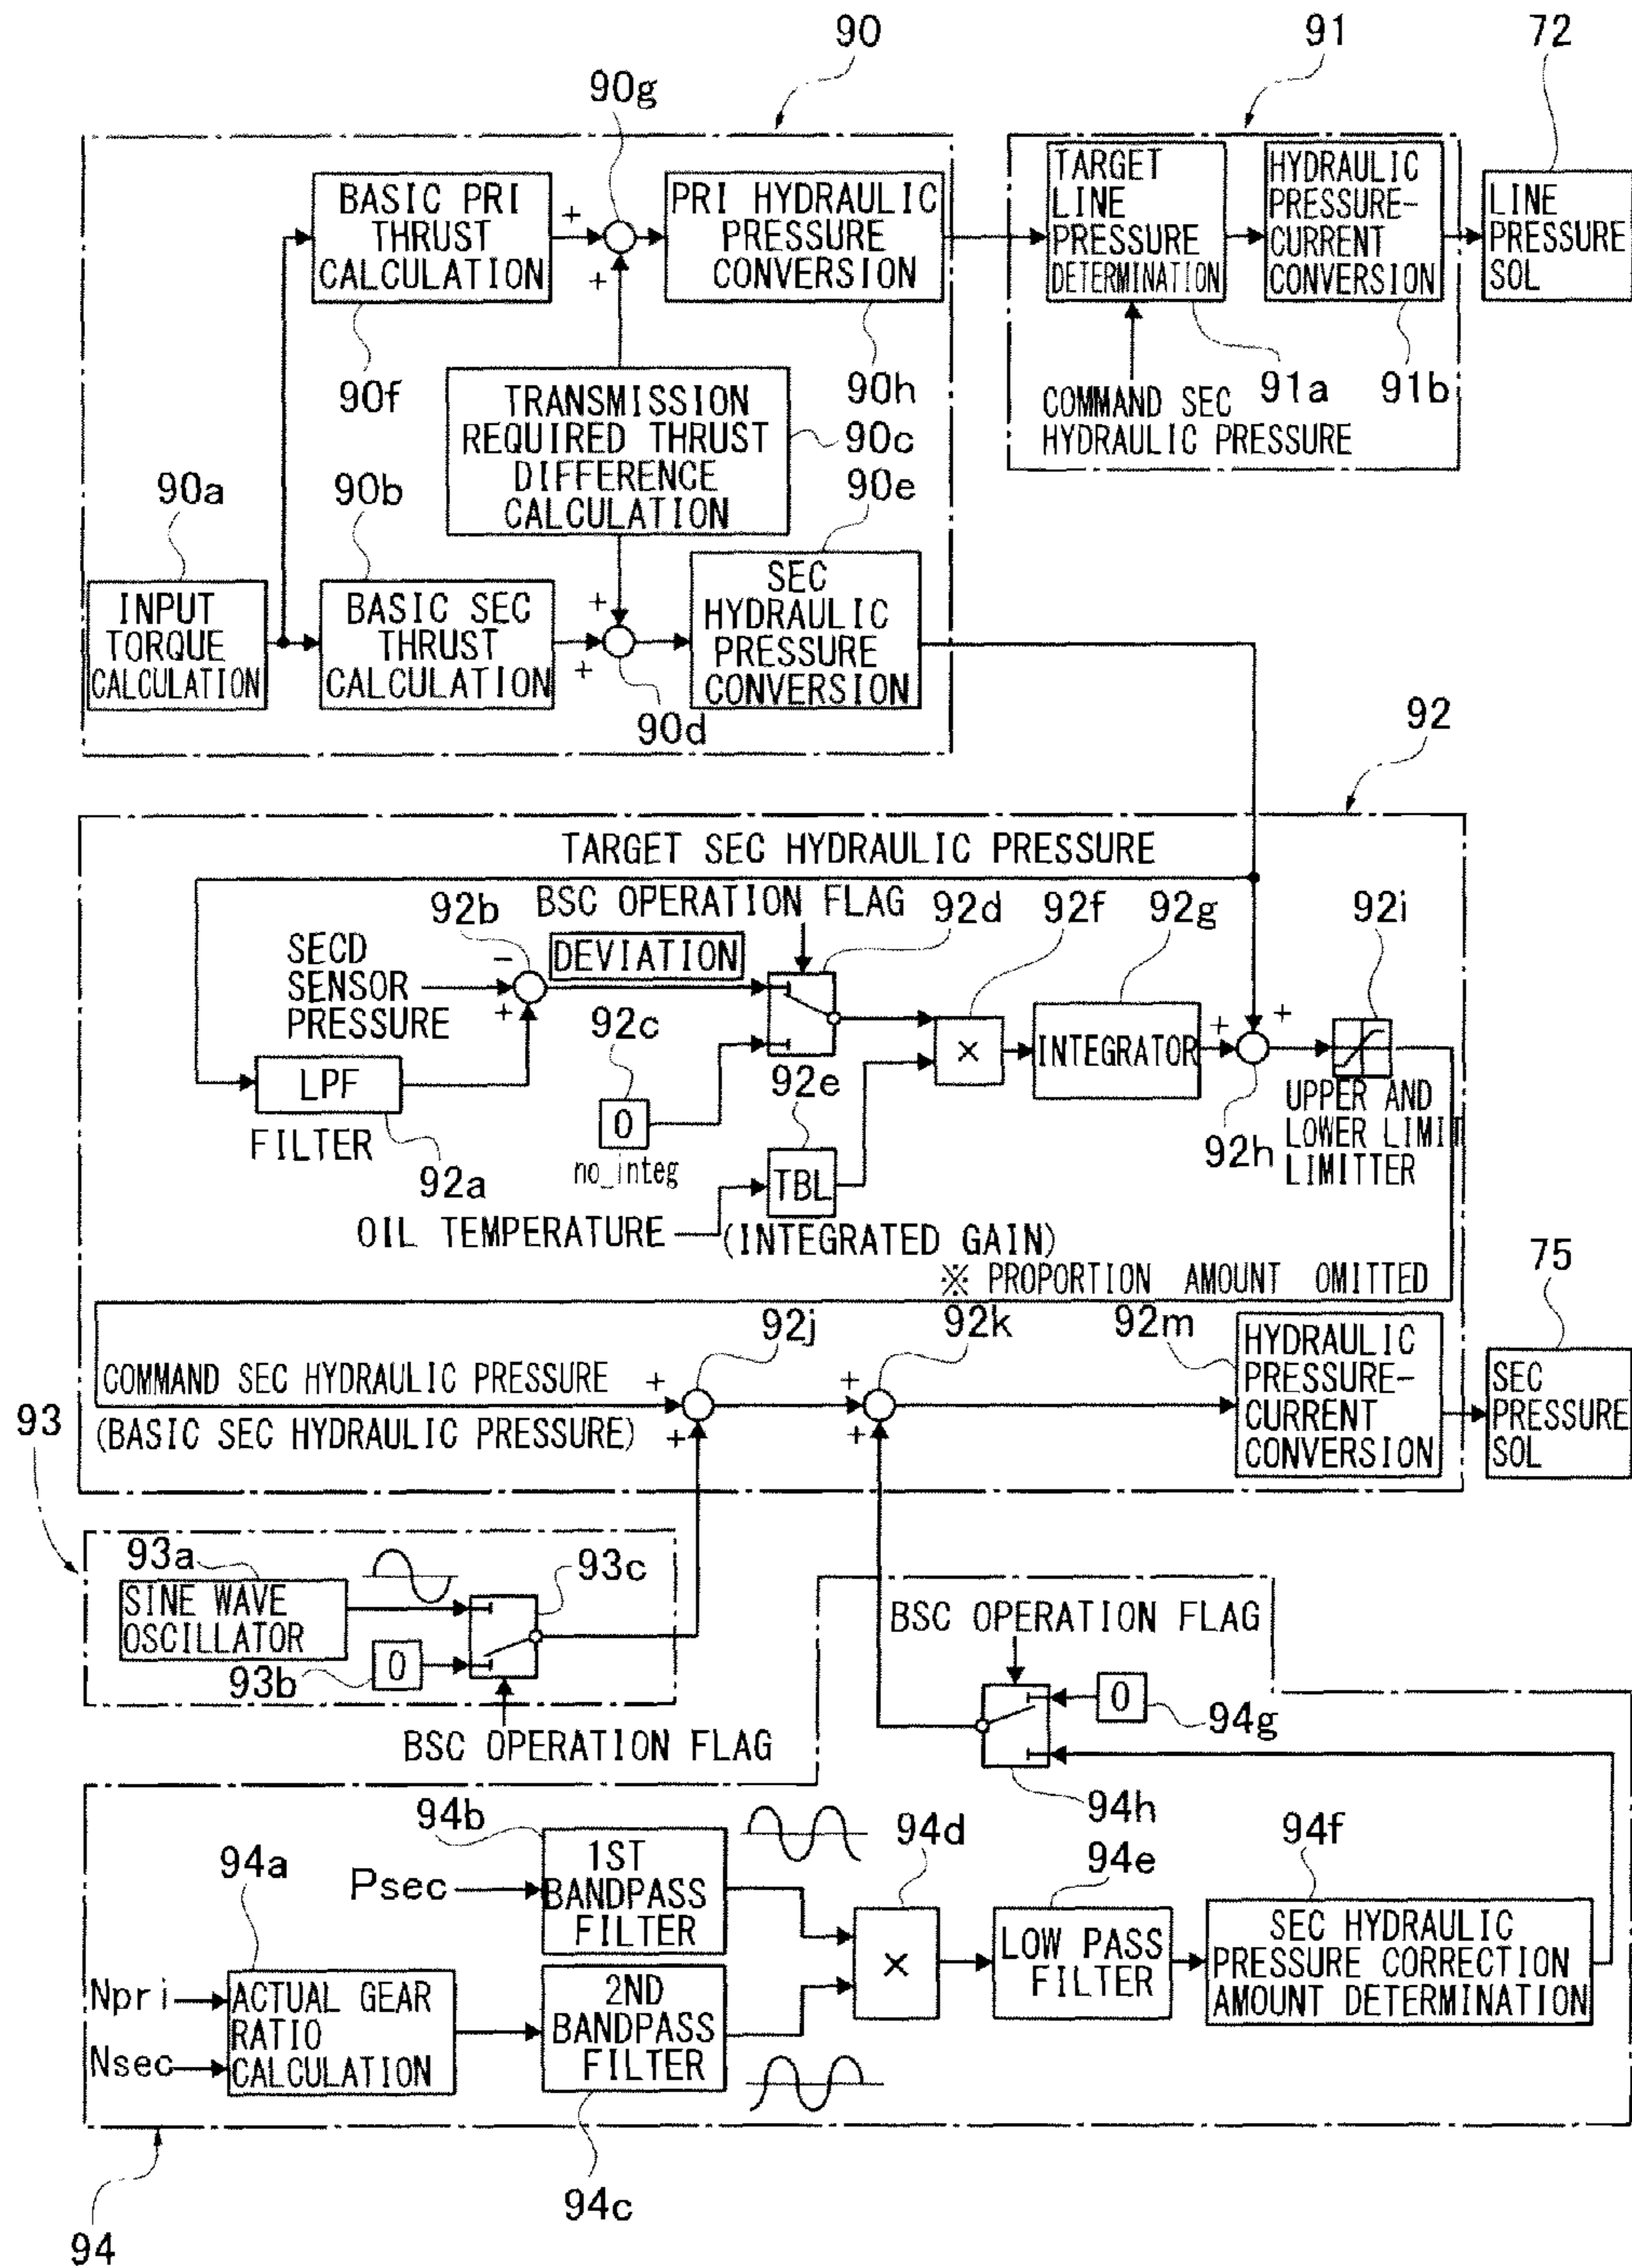 90
91
72
90g
BASIC PRI
THRUST
CALCULATION
+
+
PRI HYDRAULIC
PRESSURE
CONVERSION
TARGET
LINE
PRESSURE
DETERMINATION
HYDRAULIC
PRESSURE-
CURRENT
CONVERSION
LINE
PRESSURE
SOL
90f
90h
91a
91b
TRANSMISSION
REQUIRED THRUST
DIFFERENCE
CALCULATION
90c
COMMAND SEC
HYDRAULIC PRESSURE
90a
90b
90e
INPUT
TORQUE
CALCULATION
BASIC SEC
THRUST
CALCULATION
+
+
SEC
HYDRAULIC
PRESSURE
CONVERSION
90d
92
TARGET SEC HYDRAULIC PRESSURE
BSC OPERATION FLAG
92b
92d
92f
92g
92i
SECD
SENSOR
PRESSURE
-
+
DEVIATION
92c
×
INTEGRATOR
+
+
LPF
FILTER
92a
0
no_integ
92e
TBL
92h
UPPER AND
LOWER LIMIT
LIMITTER
OIL TEMPERATURE
(INTEGRATED GAIN)
※ PROPORTION AMOUNT OMITTED
75
92j
92k
92m
COMMAND SEC HYDRAULIC PRESSURE
(BASIC SEC HYDRAULIC PRESSURE)
+
+
+
+
HYDRAULIC
PRESSURE-
CURRENT
CONVERSION
SEC
PRESSURE
SOL
93
93a
SINE WAVE
OSCILLATOR
93c
93b
0
BSC OPERATION FLAG
BSC OPERATION FLAG
0
94g
94h
94b
94d
94f
94a
Psec
1ST
BANDPASS
FILTER
94e
×
LOW PASS
FILTER
SEC HYDRAULIC
PRESSURE CORRECTION
AMOUNT DETERMINATION
Npri
Nsec
ACTUAL GEAR
RATIO
CALCULATION
2ND
BANDPASS
FILTER
94c
94